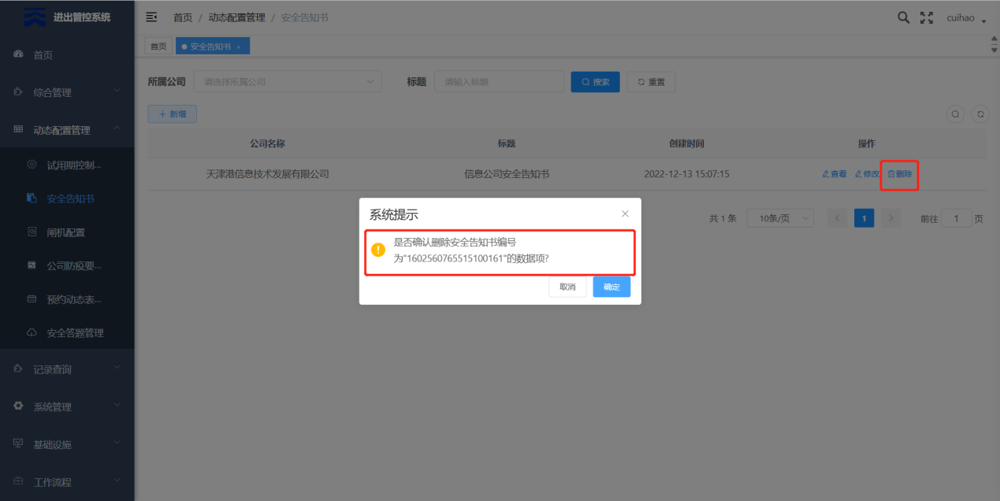 进出管控系统
首页 / 动态配置管理 / 安全告知书
cuihao
首页
安全告知书 ×
首页
综合管理
动态配置管理
试用期控制...
安全告知书
闸机配置
公司防疫要...
预约动态表...
安全答题管理
记录查询
系统管理
基础设施
工作流程
所属公司 请选择所属公司 标题 请输入标题 搜索 重置
+ 新增
公司名称 标题 创建时间 操作
天津港信息技术发展有限公司 信息公司安全告知书 2022-12-13 15:07:15 查看 修改 删除
共 1 条 10条/页 1 前往 1 页
系统提示
是否确认删除安全告知书编号
为"1602560765515100161"的数据项?
取消 确定